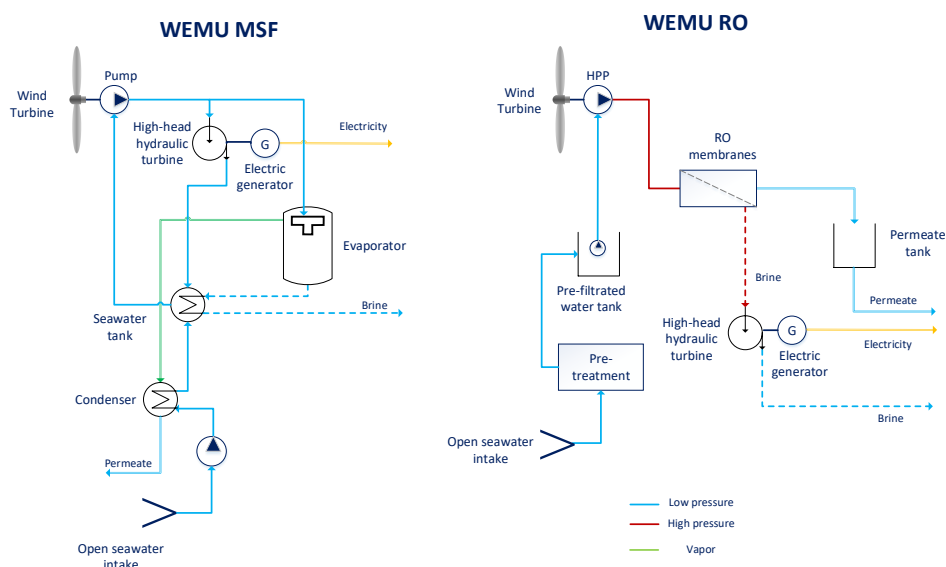 WEMU MSF
Pump
Wind
Turbine
High-head
hydraulic
turbine
G
Electricity
Electric
generator
Evaporator
Brine
Seawater
tank
Condenser
Permeate
Open seawater
intake
WEMU RO
HPP
Wind
Turbine
RO
membranes
Permeate
tank
Pre-filtrated
water tank
Brine
Permeate
High-head
hydraulic
turbine
G
Electricity
Electric
generator
Pre-
treatment
Brine
Open seawater
intake
Low pressure
High pressure
Vapor